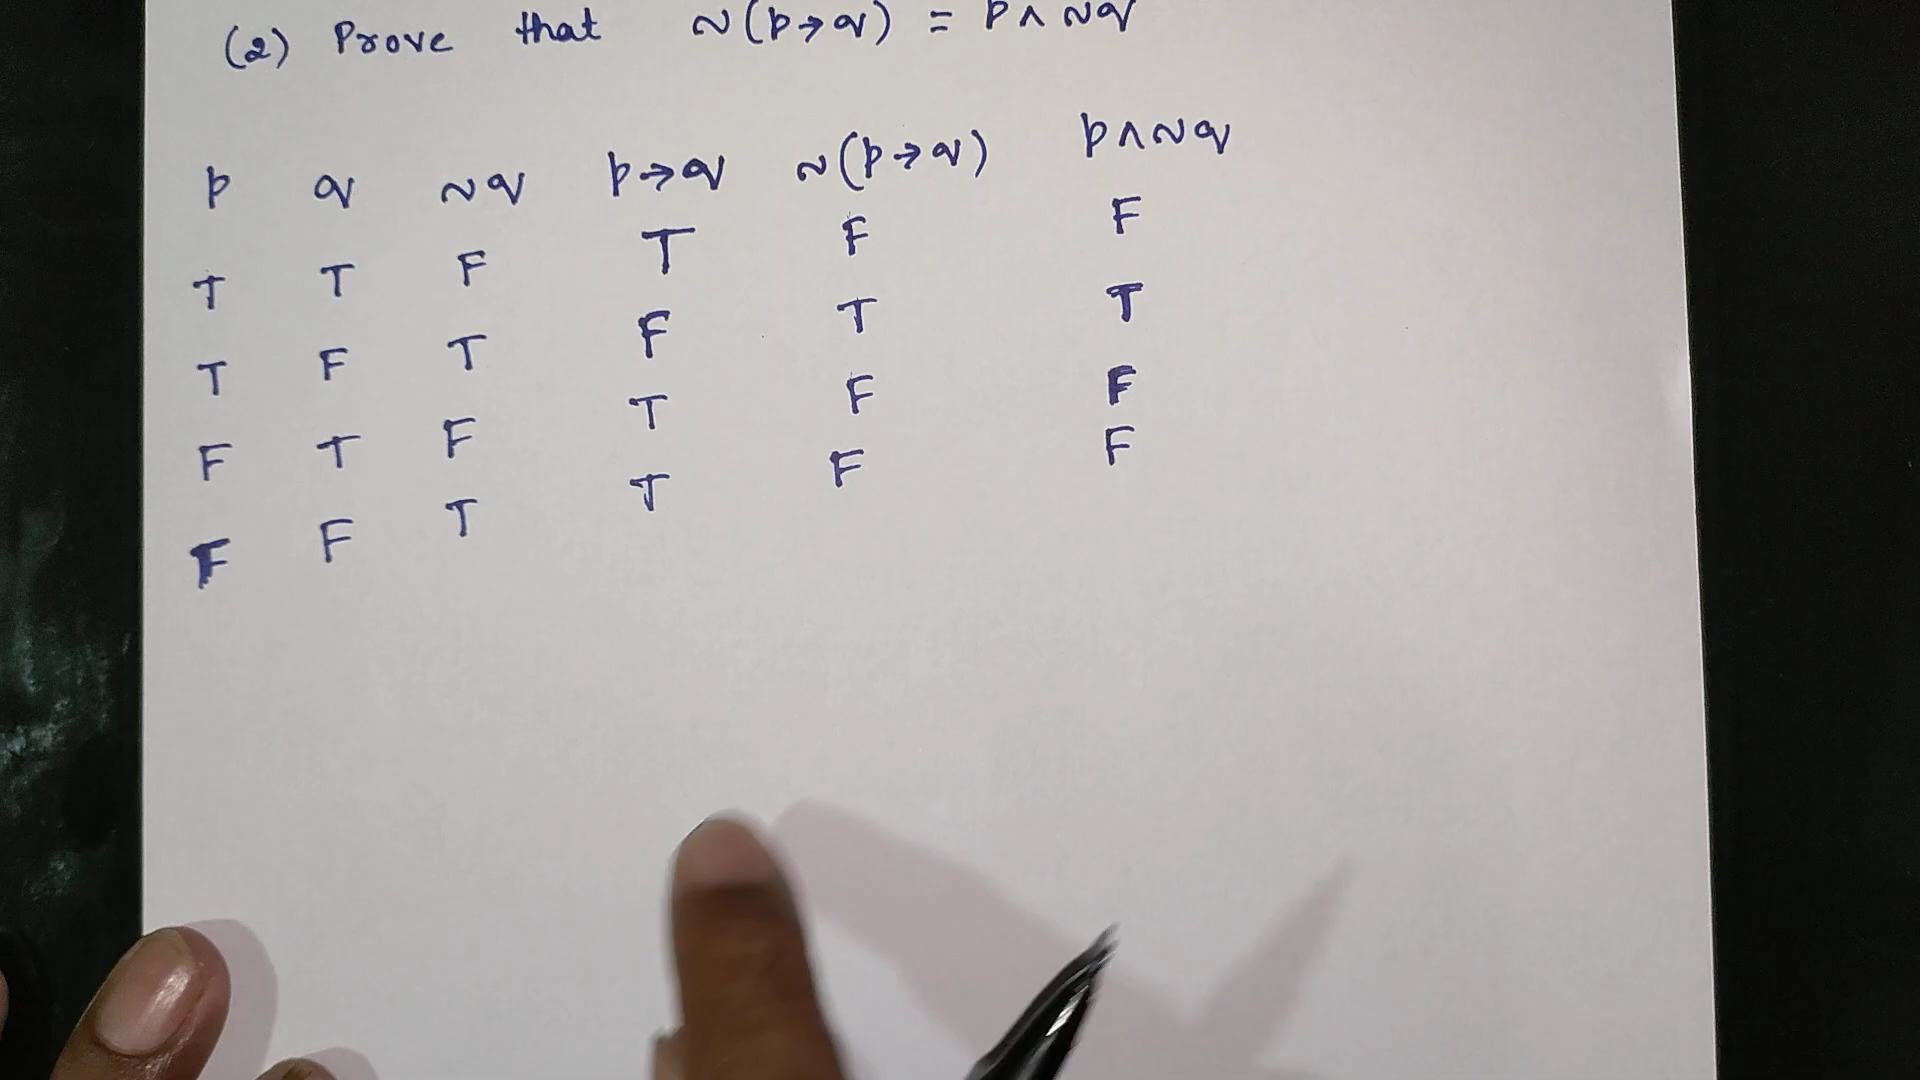 (2) Prove that ~(p→q) = p∧~q
p q ~q p→q ~(p→q) p∧~q
T T F T F F
T F T F T T
F T F T F F
F F T T F F